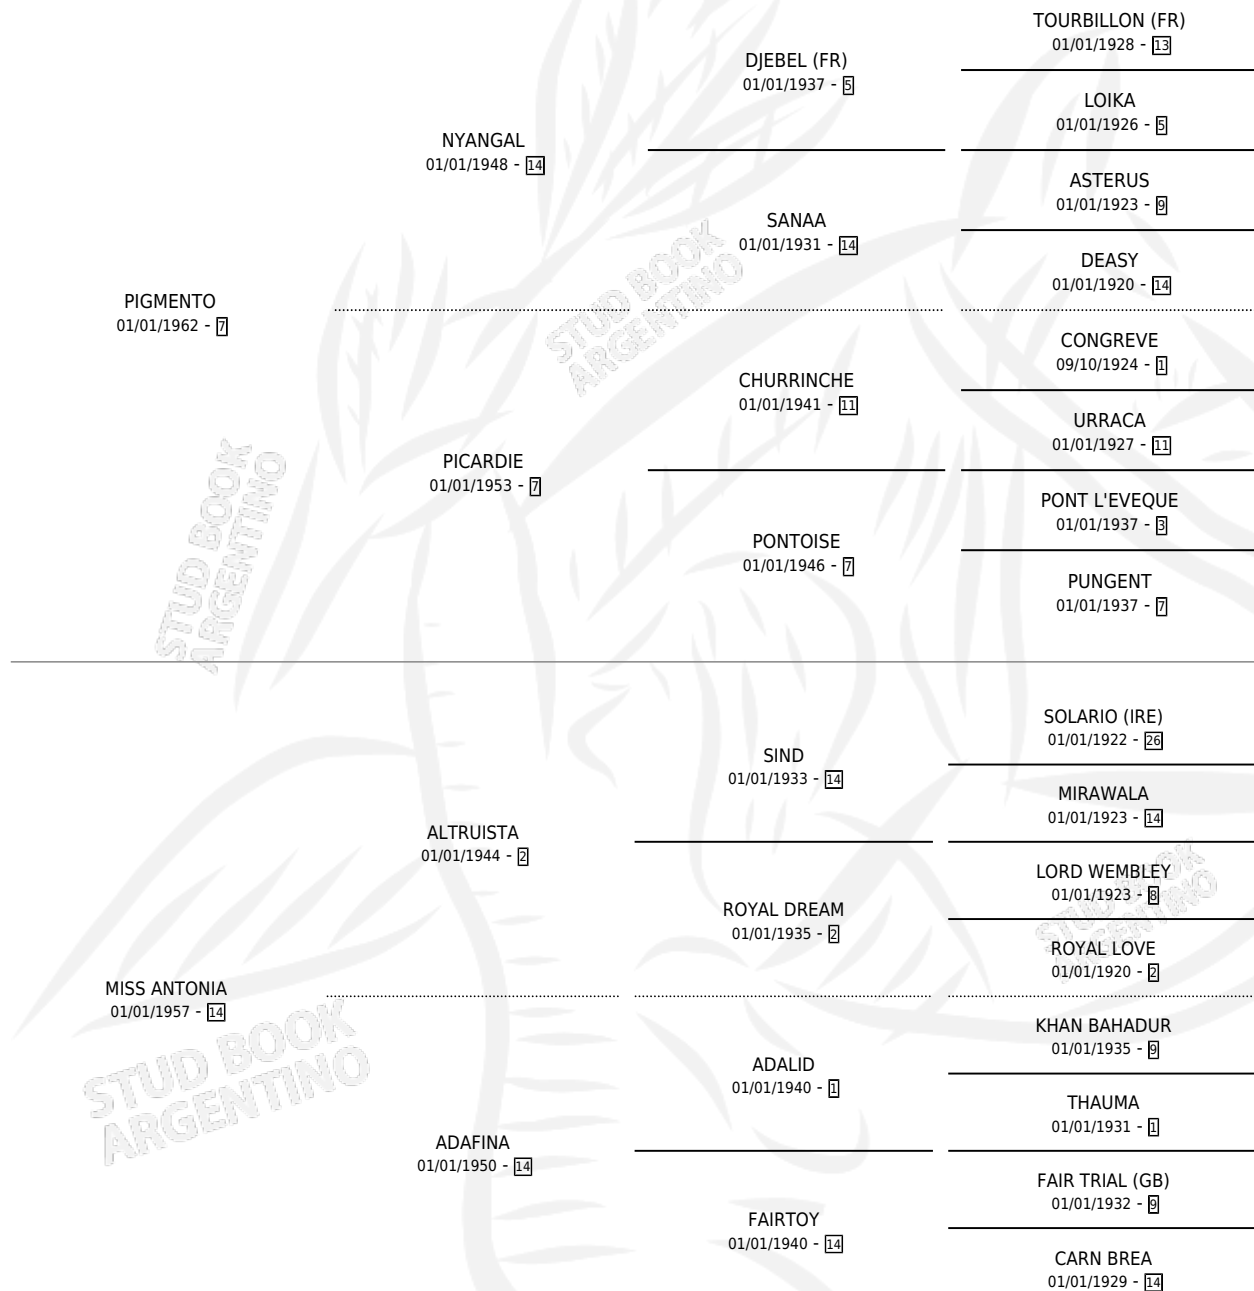 TOURBILLON (FR)
01/01/1928 - 13
DJEBEL (FR)
01/01/1937 - 5
LOIKA
01/01/1926 - 5
NYANGAL
01/01/1948 - 14
ASTERUS
01/01/1923 - 9
SANAA
01/01/1931 - 14
DEASY
01/01/1920 - 14
PIGMENTO
01/01/1962 - 7
CONGREVE
09/10/1924 - 1
CHURRINCHE
01/01/1941 - 11
URRACA
01/01/1927 - 11
PICARDIE
01/01/1953 - 7
PONT L'EVEQUE
01/01/1937 - 3
PONTOISE
01/01/1946 - 7
PUNGENT
01/01/1937 - 7
SOLARIO (IRE)
01/01/1922 - 26
SIND
01/01/1933 - 14
MIRAWALA
01/01/1923 - 14
ALTRUISTA
01/01/1944 - 2
LORD WEMBLEY
01/01/1923 - 8
ROYAL DREAM
01/01/1935 - 2
ROYAL LOVE
01/01/1920 - 2
MISS ANTONIA
01/01/1957 - 14
KHAN BAHADUR
01/01/1935 - 9
ADALID
01/01/1940 - 1
THAUMA
01/01/1931 - 1
ADAFINA
01/01/1950 - 14
FAIR TRIAL (GB)
01/01/1932 - 9
FAIRTOY
01/01/1940 - 14
CARN BREA
01/01/1929 - 14
STUD BOOK
ARGENTINO
STUD BOOK
ARGENTINO
STUD BOOK
ARGENTINO
STUD BOOK
ARGENTINO